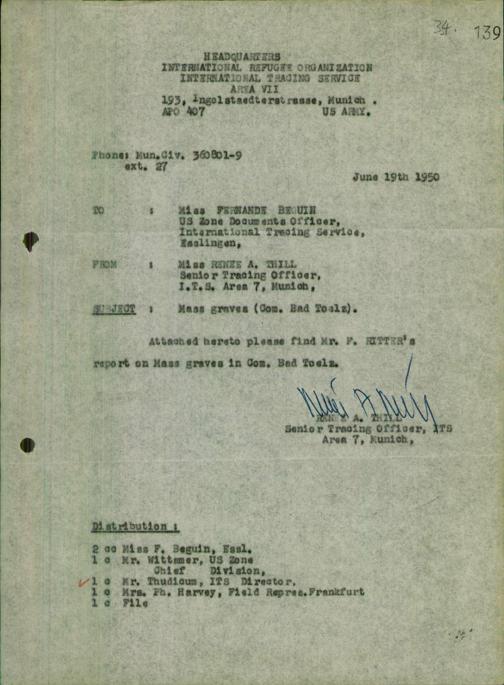 34. 139
HEADQUARTERS
INTERNATIONAL REFUGEE ORGANIZATION
INTERNATIONAL TRACING SERVICE
AREA VII
193, Ingolstaedterstrasse, Munich .
APO 407 US ARMY.
Phone: Mun.Civ. 360801-9
ext. 27
June 19th 1950
TO : Miss FERNANDE BEGUIN
US Zone Documents Officer,
International Tracing Service,
Esslingen,
FROM : Miss RENEE A. THILL
Senior Tracing Officer,
I.T.S. Area 7, Munich,
SUBJECT : Mass graves (Com. Bad Toelz).
Attached hereto please find Mr. F. RITTER's
report on Mass graves in Com. Bad Toelz.
RENEE A. THILL
Senior Tracing Officer, ITS
Area 7, Munich,
Distribution :
2 cc Miss F. Beguin, Essl.
1 c Mr. Wittamer, US Zone
Chief Division,
1 c Mr. Thudicum, ITS Director.
1 c Mrs. Ph. Harvey, Field Repres.Frankfurt
1 c File